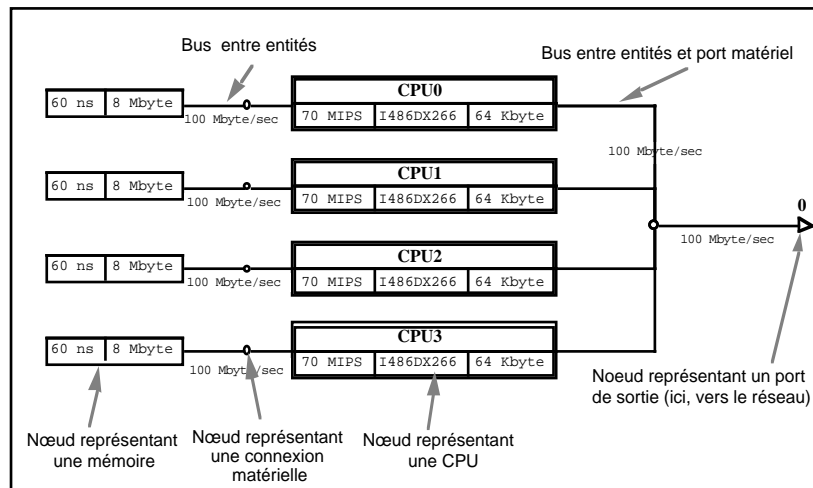 Bus entre entités
Bus entre entités et port matériel
CPU0
60 ns 8 Mbyte
100 Mbyte/sec
70 MIPS I486DX266 64 Kbyte
100 Mbyte/sec
CPU1
60 ns 8 Mbyte
100 Mbyte/sec
70 MIPS I486DX266 64 Kbyte
0
100 Mbyte/sec
CPU2
60 ns 8 Mbyte
100 Mbyte/sec
70 MIPS I486DX266 64 Kbyte
CPU3
60 ns 8 Mbyte
100 Mbyte/sec
70 MIPS I486DX266 64 Kbyte
Noeud représentant un port
de sortie (ici, vers le réseau)
Nœud représentant
une mémoire
Nœud représentant
une connexion
matérielle
Nœud représentant
une CPU